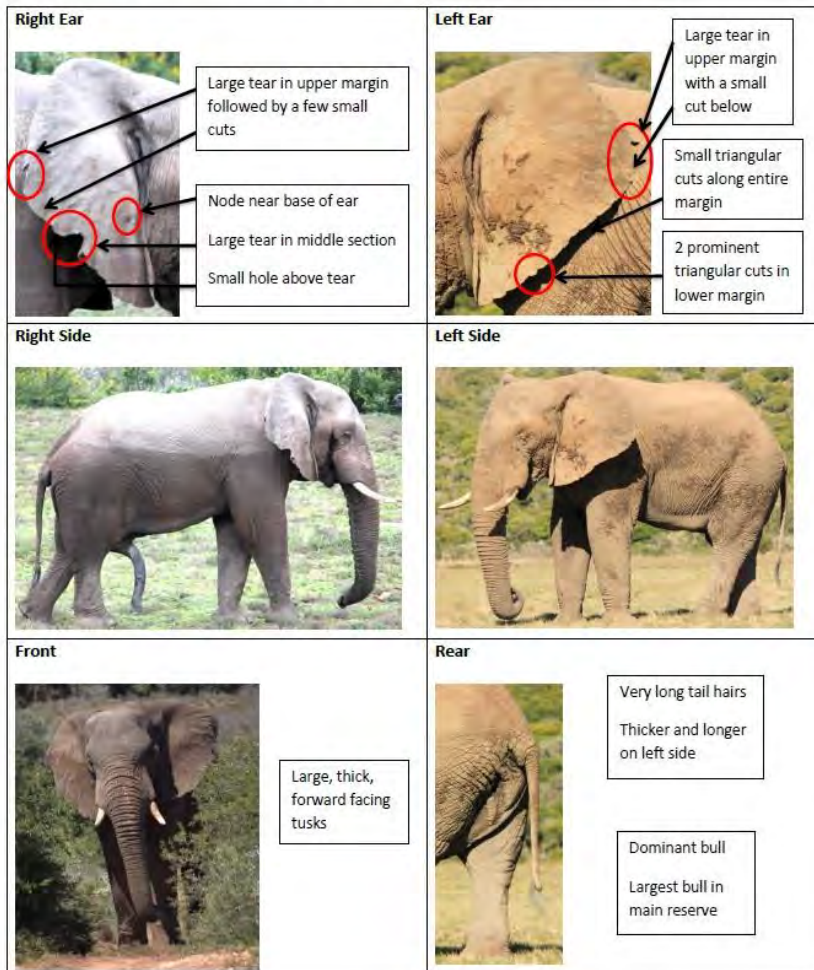 Right Ear
Large tear in upper margin
followed by a few small
cuts
Node near base of ear
Large tear in middle section
Small hole above tear
Left Ear
Large tear in
upper margin
with a small
cut below
Small triangular
cuts along entire
margin
2 prominent
triangular cuts in
lower margin
Right Side
Left Side
Front
Large, thick,
forward facing
tusks
Rear
Very long tail hairs
Thicker and longer
on left side
Dominant bull
Largest bull in
main reserve